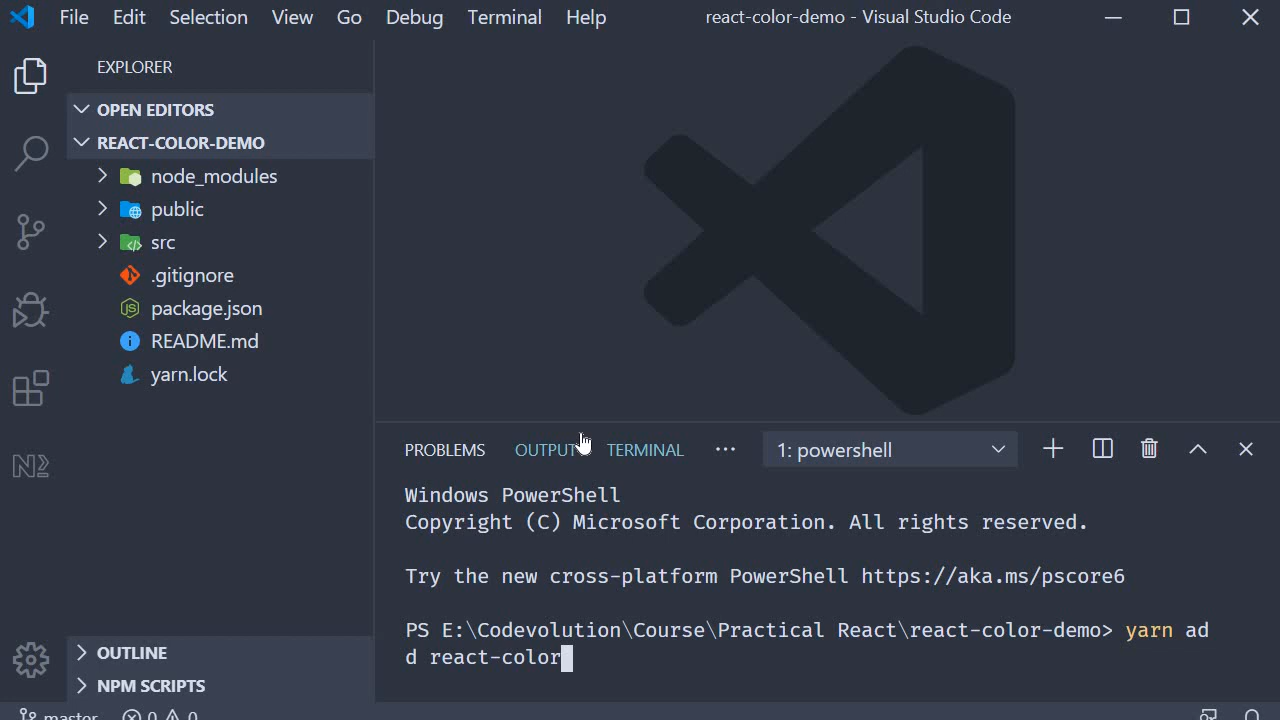 File Edit Selection View Go Debug Terminal Help react-color-demo - Visual Studio Code
EXPLORER
OPEN EDITORS
REACT-COLOR-DEMO
node_modules
public
src
.gitignore
package.json
README.md
yarn.lock
OUTLINE
NPM SCRIPTS
PROBLEMS OUTPUT TERMINAL ··· 1: powershell
Windows PowerShell
Copyright (C) Microsoft Corporation. All rights reserved.
Try the new cross-platform PowerShell https://aka.ms/pscore6
PS E:\Codevolution\Course\Practical React\react-color-demo> yarn ad
d react-color
master 0 0